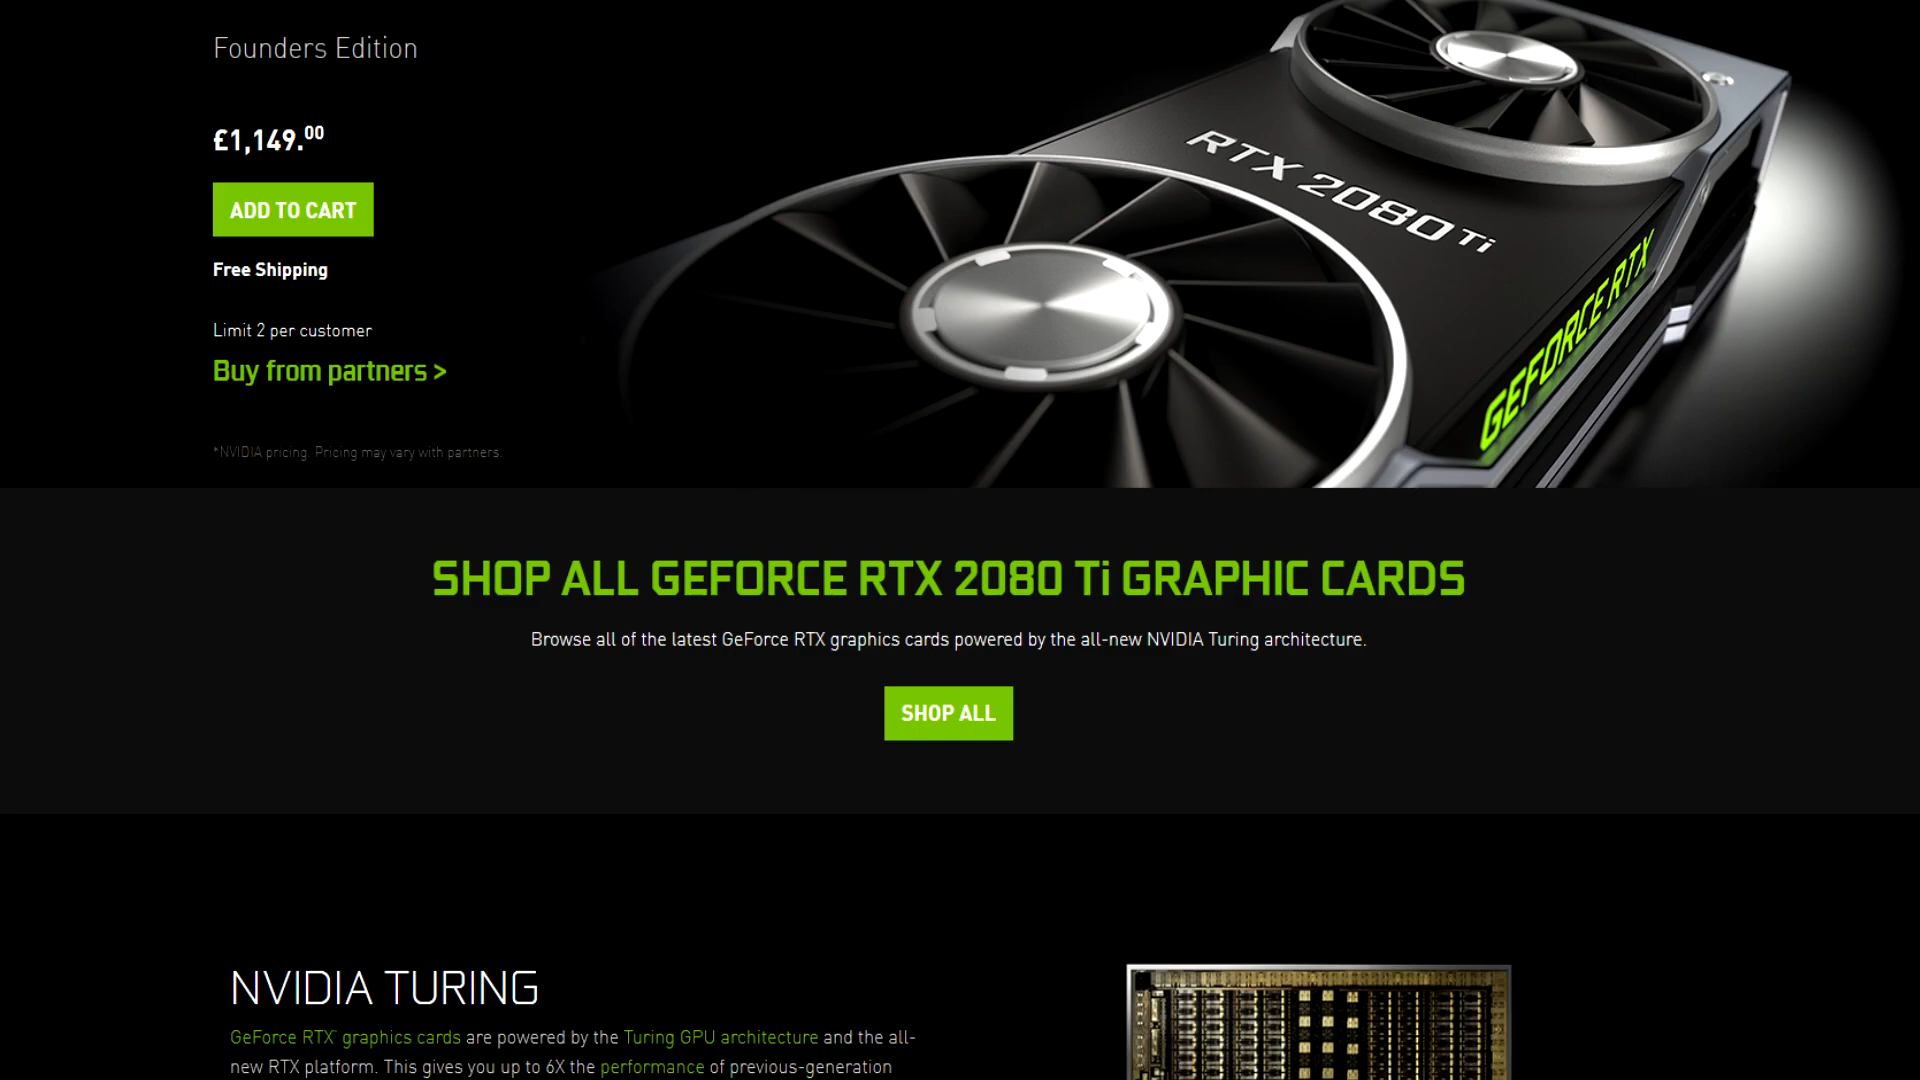 Founders Edition
£1,149.00
ADD TO CART
Free Shipping
Limit 2 per customer
Buy from partners >
*NVIDIA pricing. Pricing may vary with partners.
RTX 2080 Ti
GEFORCE RTX
SHOP ALL GEFORCE RTX 2080 Ti GRAPHIC CARDS
Browse all of the latest GeForce RTX graphics cards powered by the all-new NVIDIA Turing architecture.
SHOP ALL
NVIDIA TURING
GeForce RTX™ graphics cards are powered by the Turing GPU architecture and the all-
new RTX platform. This gives you up to 6X the performance of previous-generation